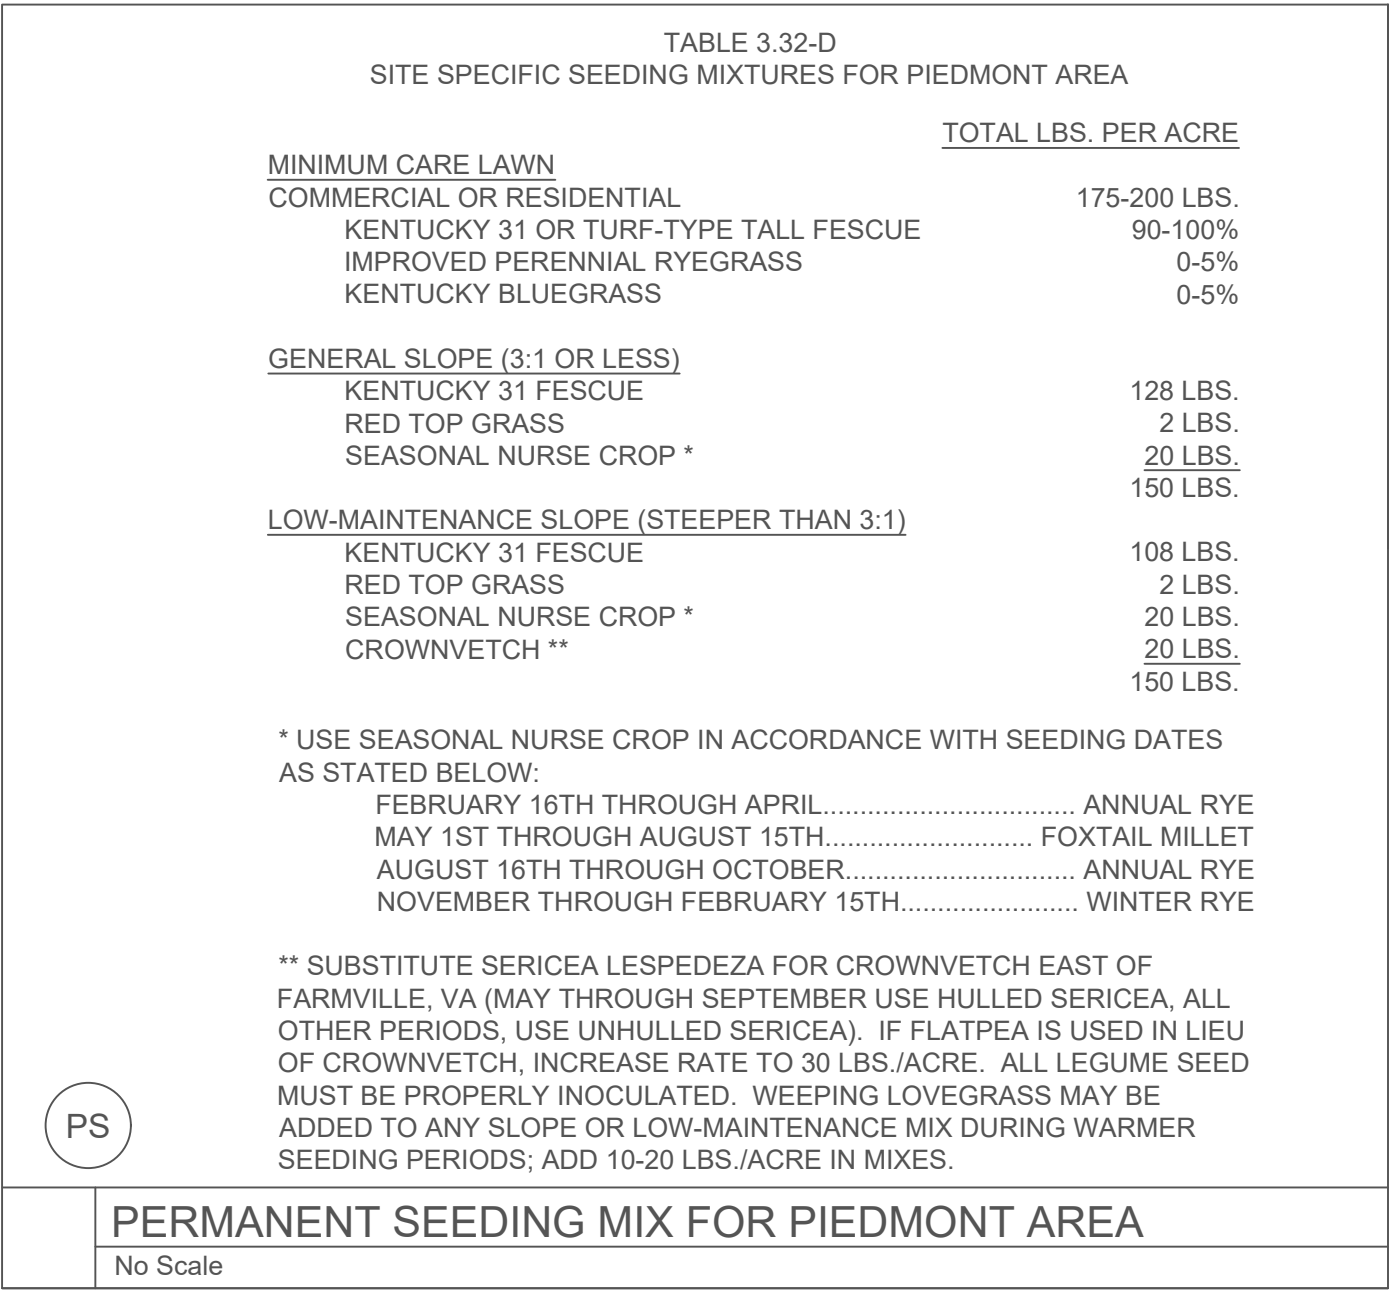 TABLE 3.32-D
SITE SPECIFIC SEEDING MIXTURES FOR PIEDMONT AREA
TOTAL LBS. PER ACRE
MINIMUM CARE LAWN
COMMERCIAL OR RESIDENTIAL 175-200 LBS.
KENTUCKY 31 OR TURF-TYPE TALL FESCUE 90-100%
IMPROVED PERENNIAL RYEGRASS 0-5%
KENTUCKY BLUEGRASS 0-5%
GENERAL SLOPE (3:1 OR LESS)
KENTUCKY 31 FESCUE 128 LBS.
RED TOP GRASS 2 LBS.
SEASONAL NURSE CROP * 20 LBS.
150 LBS.
LOW-MAINTENANCE SLOPE (STEEPER THAN 3:1)
KENTUCKY 31 FESCUE 108 LBS.
RED TOP GRASS 2 LBS.
SEASONAL NURSE CROP * 20 LBS.
CROWNVETCH ** 20 LBS.
150 LBS.
* USE SEASONAL NURSE CROP IN ACCORDANCE WITH SEEDING DATES
AS STATED BELOW:
FEBRUARY 16TH THROUGH APRIL.................................. ANNUAL RYE
MAY 1ST THROUGH AUGUST 15TH............................ FOXTAIL MILLET
AUGUST 16TH THROUGH OCTOBER............................... ANNUAL RYE
NOVEMBER THROUGH FEBRUARY 15TH........................ WINTER RYE
** SUBSTITUTE SERICEA LESPEDEZA FOR CROWNVETCH EAST OF
FARMVILLE, VA (MAY THROUGH SEPTEMBER USE HULLED SERICEA, ALL
OTHER PERIODS, USE UNHULLED SERICEA). IF FLATPEA IS USED IN LIEU
OF CROWNVETCH, INCREASE RATE TO 30 LBS./ACRE. ALL LEGUME SEED
MUST BE PROPERLY INOCULATED. WEEPING LOVEGRASS MAY BE
ADDED TO ANY SLOPE OR LOW-MAINTENANCE MIX DURING WARMER
SEEDING PERIODS; ADD 10-20 LBS./ACRE IN MIXES.
PS
PERMANENT SEEDING MIX FOR PIEDMONT AREA
No Scale